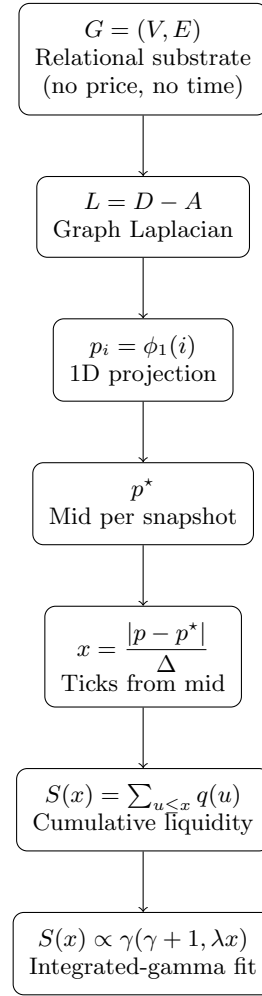 G = (V, E)
Relational substrate
(no price, no time)
L = D − A
Graph Laplacian
p_i = ϕ_1(i)
1D projection
p^⋆
Mid per snapshot
x = |p − p^⋆| / Δ
Ticks from mid
S(x) = ∑_{u≤x} q(u)
Cumulative liquidity
S(x) ∝ γ(γ + 1, λx)
Integrated-gamma fit